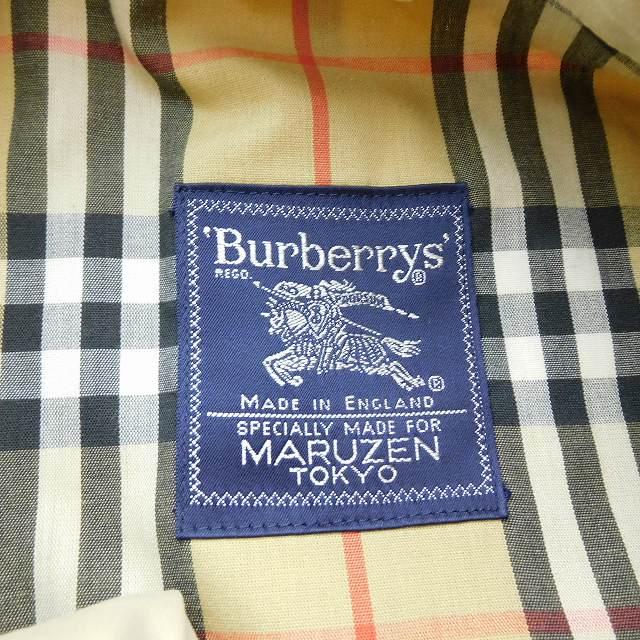 'Burberrys'
REGD. ®
PRORSUM
®
MADE IN ENGLAND
SPECIALLY MADE FOR
MARUZEN
TOKYO